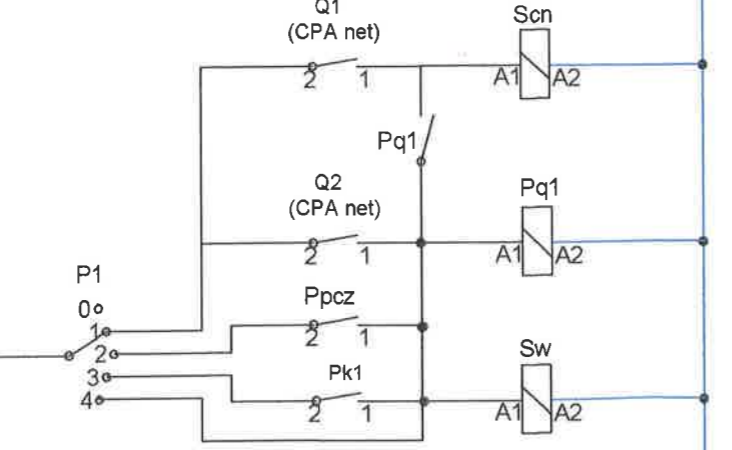 Q1
(CPA net)
Scn
2 1
A1 A2
Pq1
Q2
(CPA net)
Pq1
2 1
A1 A2
P1
Ppcz
0
1
2 1
2
Sw
3
Pk1
4
2 1
A1 A2